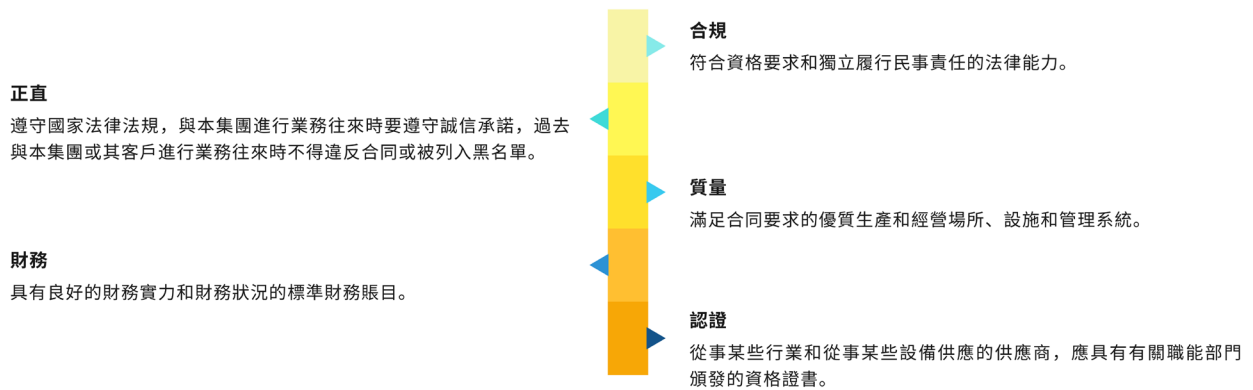 合規
符合資格要求和獨立履行民事責任的法律能力。
正直
遵守國家法律法規，與本集團進行業務往來時要遵守誠信承諾，過去
與本集團或其客戶進行業務往來時不得違反合同或被列入黑名單。
質量
滿足合同要求的優質生產和經營場所、設施和管理系統。
財務
具有良好的財務實力和財務狀況的標準財務賬目。
認證
從事某些行業和從事某些設備供應的供應商，應具有有關職能部門
頒發的資格證書。